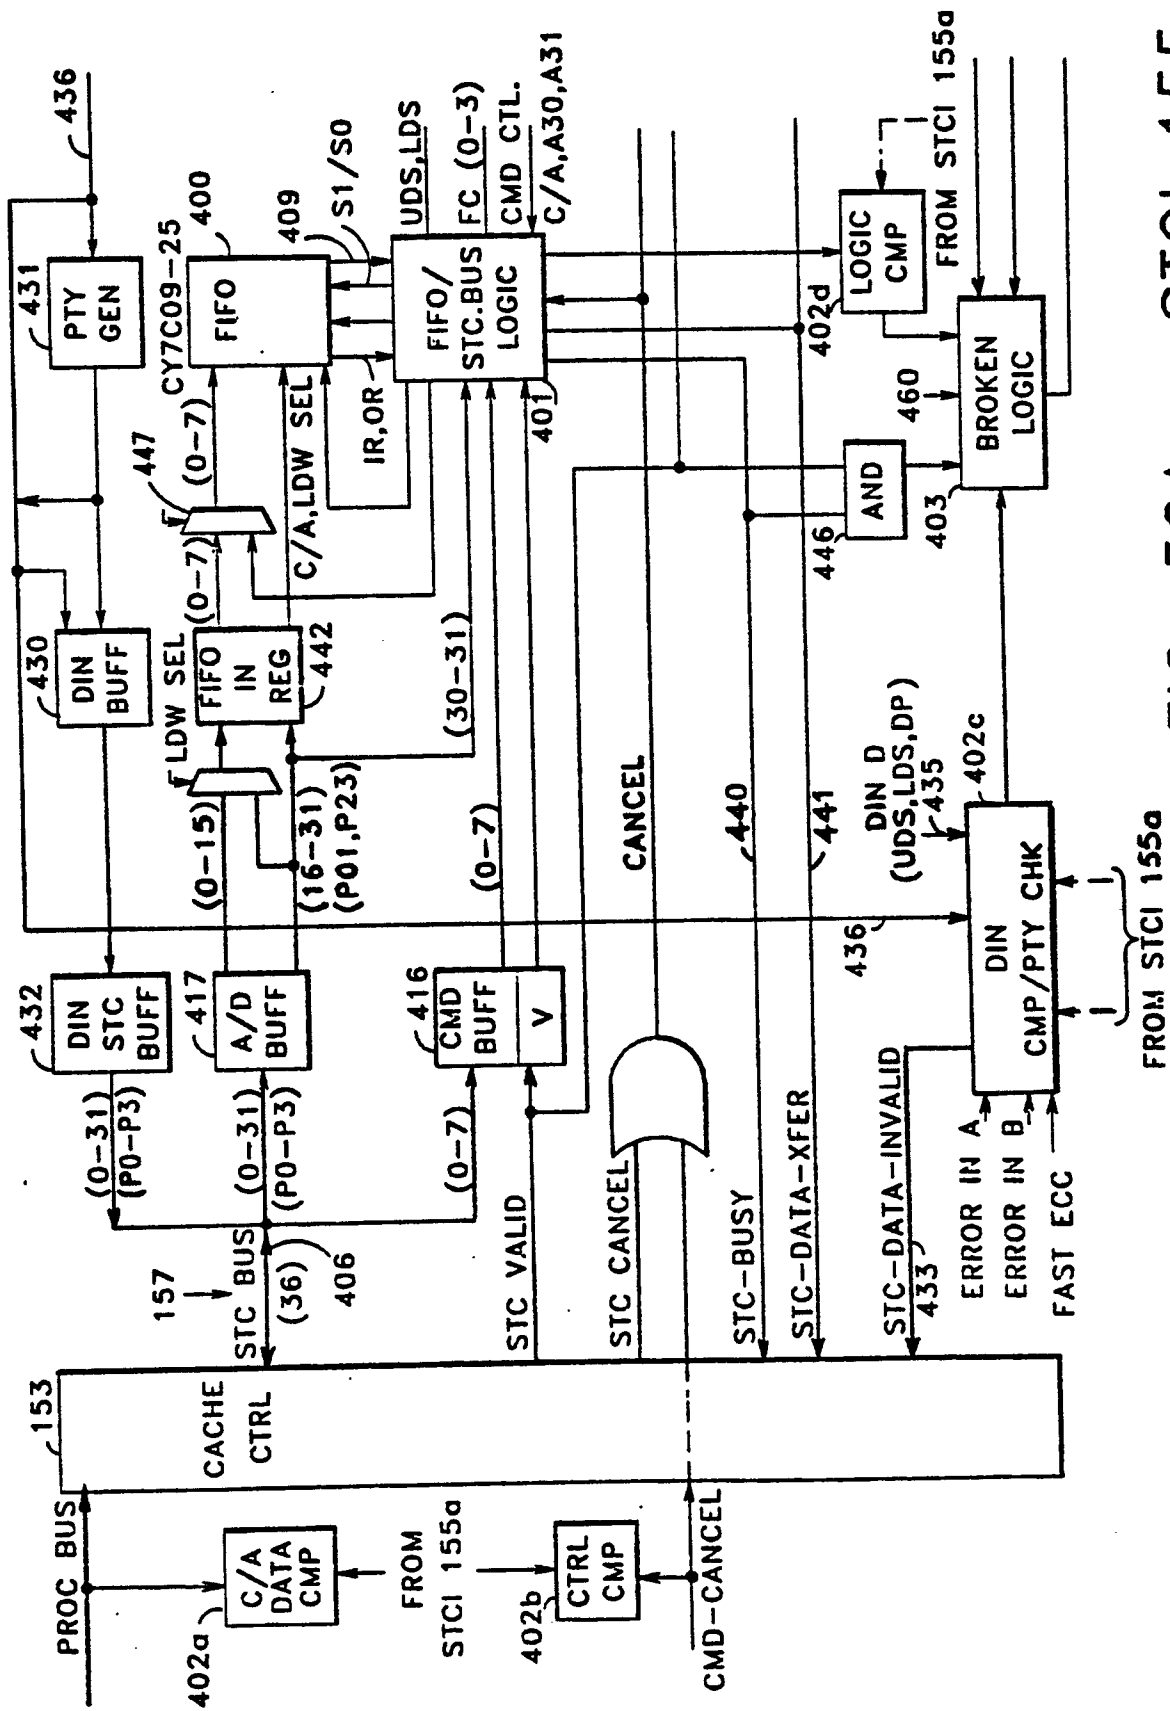 PROC BUS
153
CACHE
CTRL
402a
C/A
DATA
CMP
FROM
STCI 155a
402b
CTRL
CMP
CMD-CANCEL
157
STC BUS
(36)
406
(0-31)
(P0-P3)
(0-31)
(P0-P3)
(0-7)
STC VALID
STC CANCEL
STC-BUSY
STC-DATA-XFER
STC-DATA-INVALID
433
ERROR IN A
ERROR IN B
FAST ECC
432
DIN
STC
BUFF
417
A/D
BUFF
416
CMD
BUFF
V
430
DIN
BUFF
(0-15)
(16-31)
(P01,P23)
LDW SEL
FIFO
IN
REG
442
(30-31)
(0-7)
CANCEL
440
441
436
DIN D
(UDS,LDS,DP)
435
402c
DIN
CMP/PTY CHK
FROM STCI 155a
431
PTY
GEN
436
447
(0-7)
(0-7)
C/A,LDW SEL
CY7C09-25
400
FIFO
409
S1/S0
IR,OR
FIFO/
STC.BUS
LOGIC
401
UDS,LDS
FC (0-3)
CMD CTL.
C/A,A30,A31
446
AND
402d
LOGIC
CMP
FROM STCI 155a
460
403
BROKEN
LOGIC